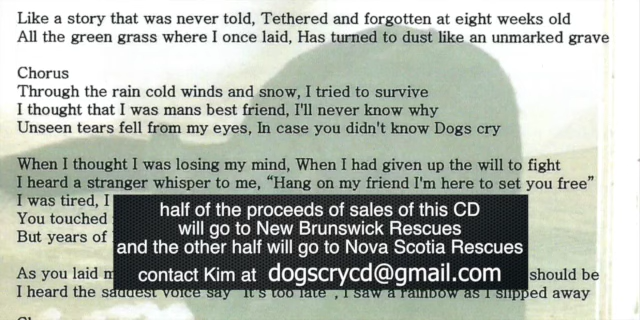 Like a story that was never told, Tethered and forgotten at eight weeks old
All the green grass where I once laid, Has turned to dust like an unmarked grave
Chorus
Through the rain cold winds and snow, I tried to survive
I thought that I was mans best friend, I'll never know why
Unseen tears fell from my eyes, In case you didn't know Dogs cry
When I thought I was losing my mind, When I had given up the will to fight
I heard a stranger whisper to me, “Hang on my friend I'm here to set you free”
I was tired, I
You touched
But years of
half of the proceeds of sales of this CD
will go to New Brunswick Rescues
and the other half will go to Nova Scotia Rescues
contact Kim at dogscrycd@gmail.com
As you laid m should be
I heard the saddest voice say "It's too late", I saw a rainbow as I slipped away